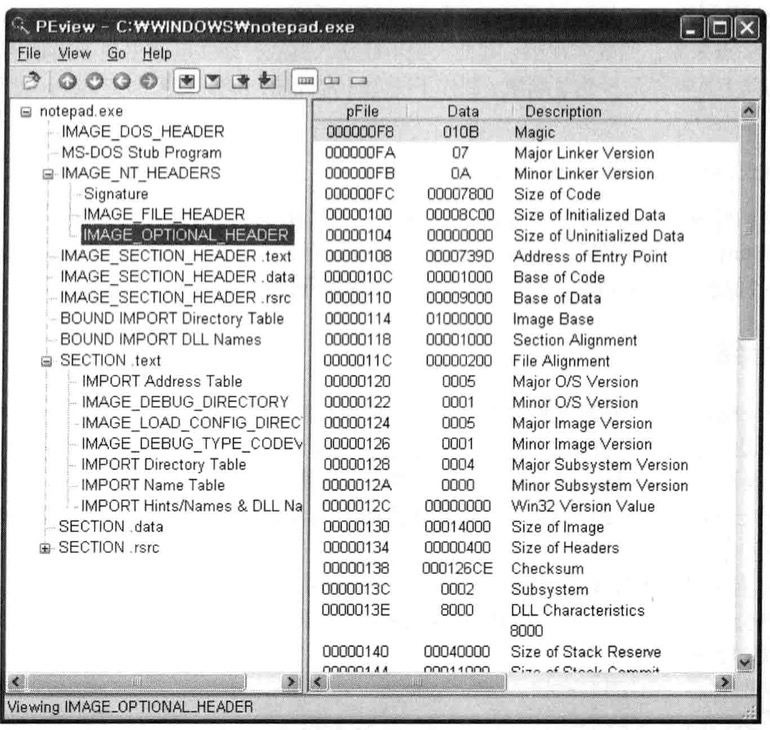 PEview - C:₩WINDOWS₩notepad.exe
File View Go Help
notepad.exe
IMAGE_DOS_HEADER
MS-DOS Stub Program
IMAGE_NT_HEADERS
Signature
IMAGE_FILE_HEADER
IMAGE_OPTIONAL_HEADER
IMAGE_SECTION_HEADER .text
IMAGE_SECTION_HEADER .data
IMAGE_SECTION_HEADER .rsrc
BOUND IMPORT Directory Table
BOUND IMPORT DLL Names
SECTION .text
IMPORT Address Table
IMAGE_DEBUG_DIRECTORY
IMAGE_LOAD_CONFIG_DIREC
IMAGE_DEBUG_TYPE_CODEV
IMPORT Directory Table
IMPORT Name Table
IMPORT Hints/Names & DLL Na
SECTION .data
SECTION .rsrc
pFile Data Description
000000F8 010B Magic
000000FA 07 Major Linker Version
000000FB 0A Minor Linker Version
000000FC 00007800 Size of Code
00000100 00008C00 Size of Initialized Data
00000104 00000000 Size of Uninitialized Data
00000108 0000739D Address of Entry Point
0000010C 00001000 Base of Code
00000110 00009000 Base of Data
00000114 01000000 Image Base
00000118 00001000 Section Alignment
0000011C 00000200 File Alignment
00000120 0005 Major O/S Version
00000122 0001 Minor O/S Version
00000124 0005 Major Image Version
00000126 0001 Minor Image Version
00000128 0004 Major Subsystem Version
0000012A 0000 Minor Subsystem Version
0000012C 00000000 Win32 Version Value
00000130 00014000 Size of Image
00000134 00000400 Size of Headers
00000138 000126CE Checksum
0000013C 0002 Subsystem
0000013E 8000 DLL Characteristics
8000
00000140 00040000 Size of Stack Reserve
00000144 00011000 Size of Stack Commit
Viewing IMAGE_OPTIONAL_HEADER